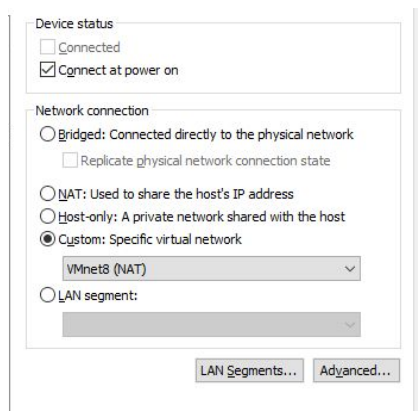 Device status
Connected
Connect at power on
Network connection
Bridged: Connected directly to the physical network
Replicate physical network connection state
NAT: Used to share the host's IP address
Host-only: A private network shared with the host
Custom: Specific virtual network
VMnet8 (NAT)
LAN segment:
LAN Segments... Advanced...